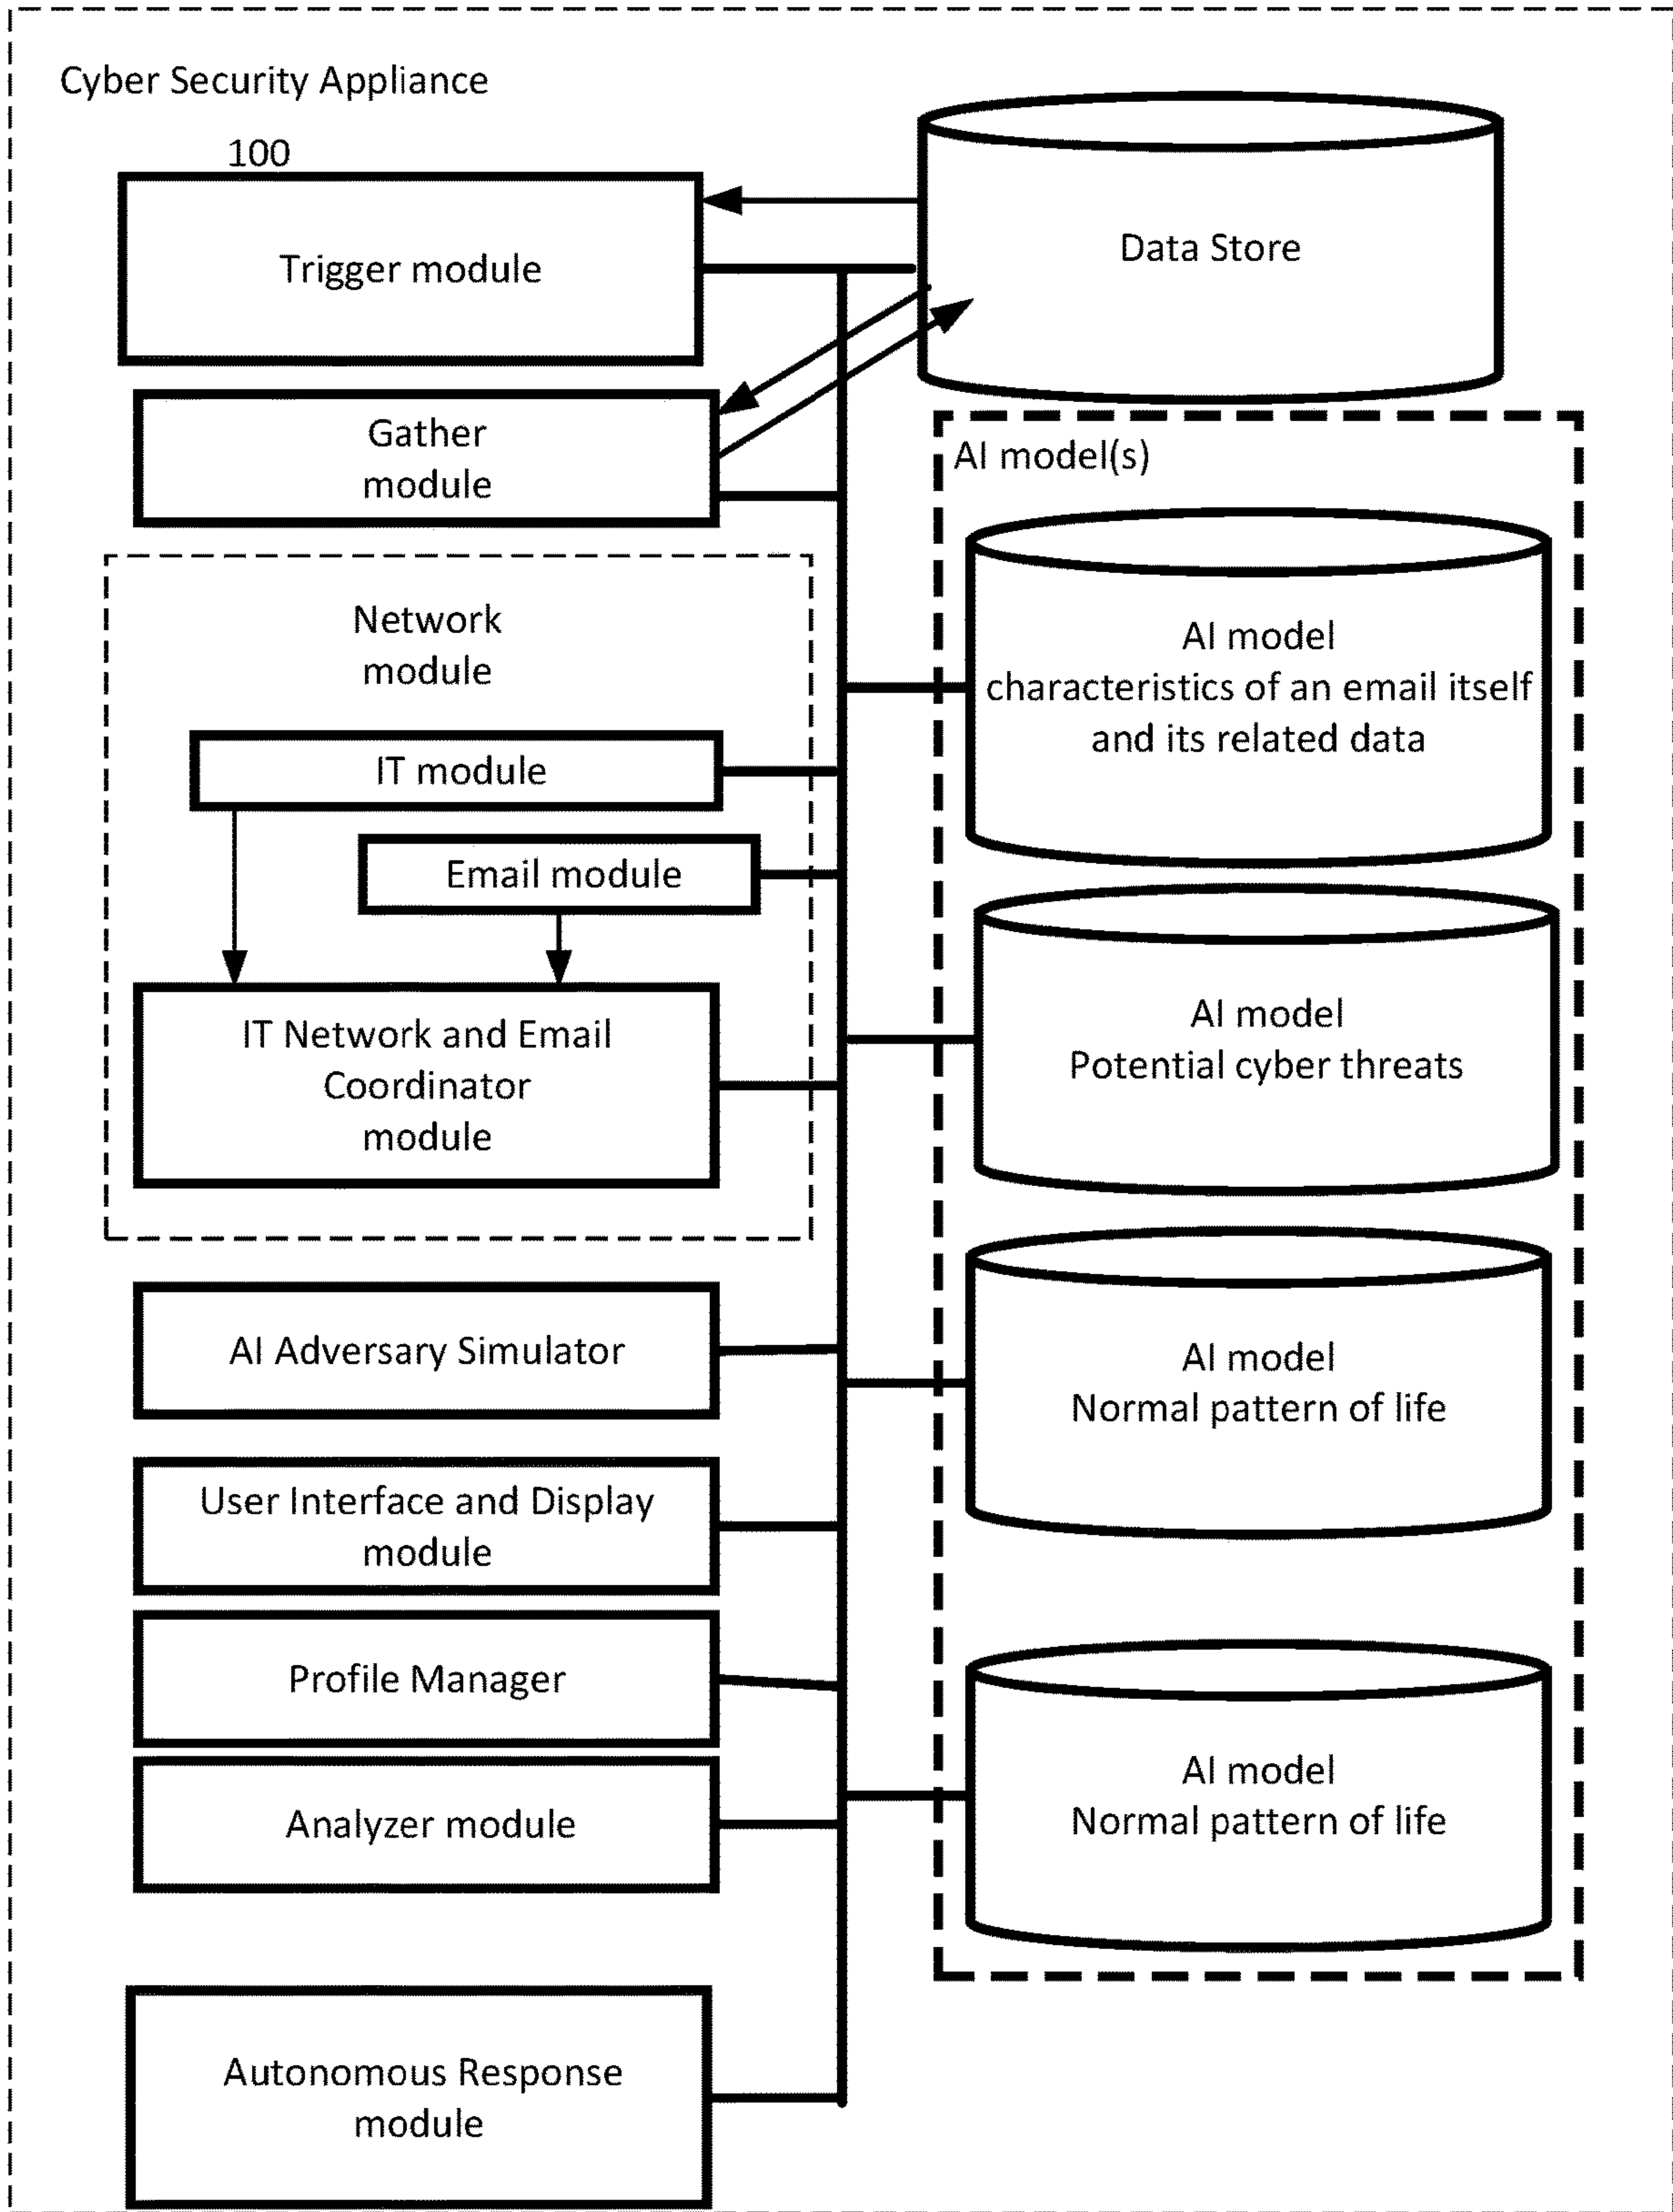 Cyber Security Appliance
100
Trigger module
Data Store
Gather
module
AI model(s)
Network
module
AI model
characteristics of an email itself
and its related data
IT module
Email module
IT Network and Email
Coordinator
module
AI model
Potential cyber threats
AI Adversary Simulator
AI model
Normal pattern of life
User Interface and Display
module
Profile Manager
Analyzer module
AI model
Normal pattern of life
Autonomous Response
module